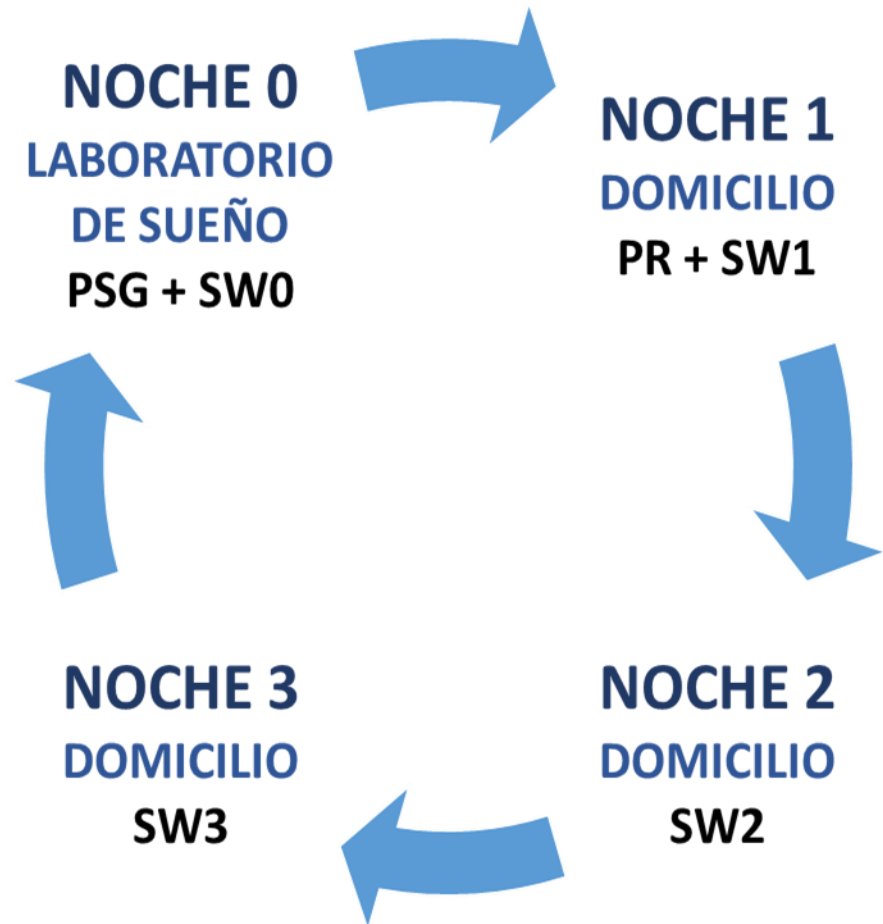 NOCHE 0
LABORATORIO
DE SUEÑO
PSG + SW0
NOCHE 1
DOMICILIO
PR + SW1
NOCHE 2
DOMICILIO
SW2
NOCHE 3
DOMICILIO
SW3